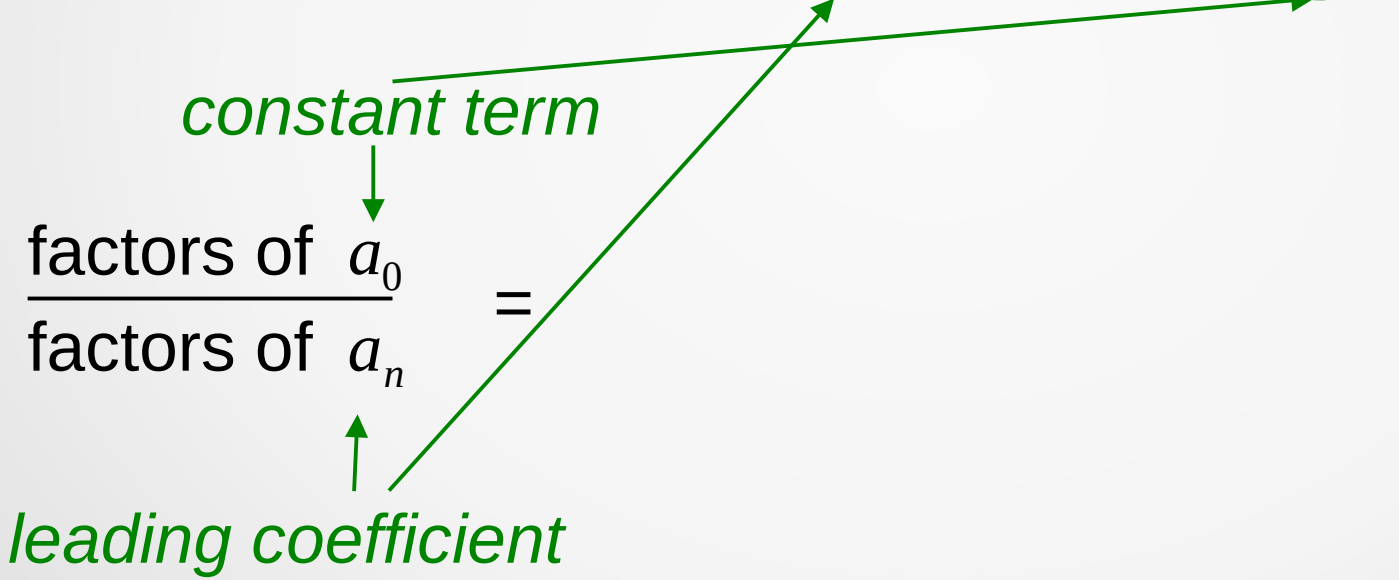 constant term
factors of a₀
=
factors of aₙ
leading coefficient